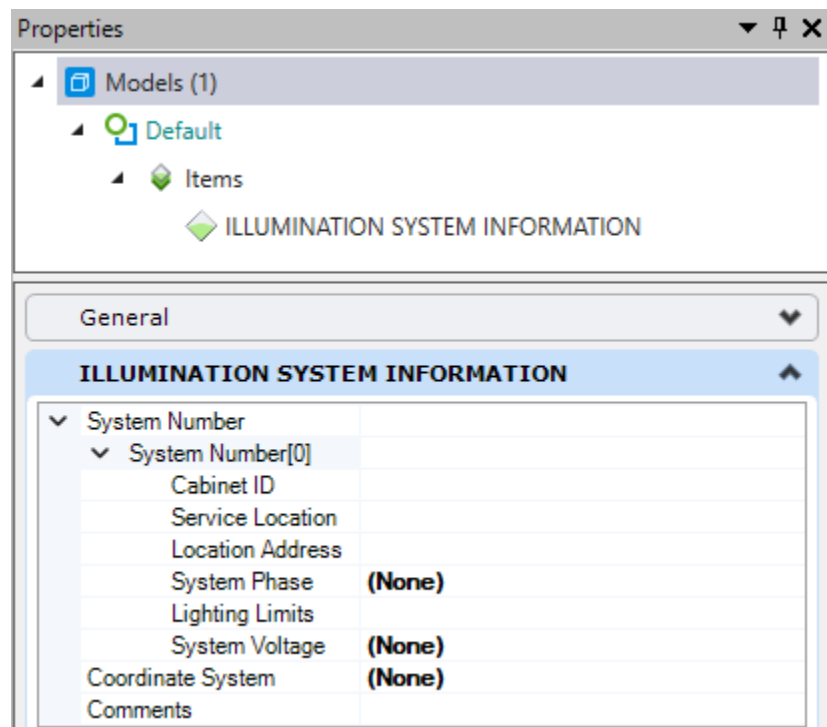 Properties
Models (1)
Default
Items
ILLUMINATION SYSTEM INFORMATION
General
ILLUMINATION SYSTEM INFORMATION
System Number
System Number[0]
Cabinet ID
Service Location
Location Address
System Phase (None)
Lighting Limits
System Voltage (None)
Coordinate System (None)
Comments